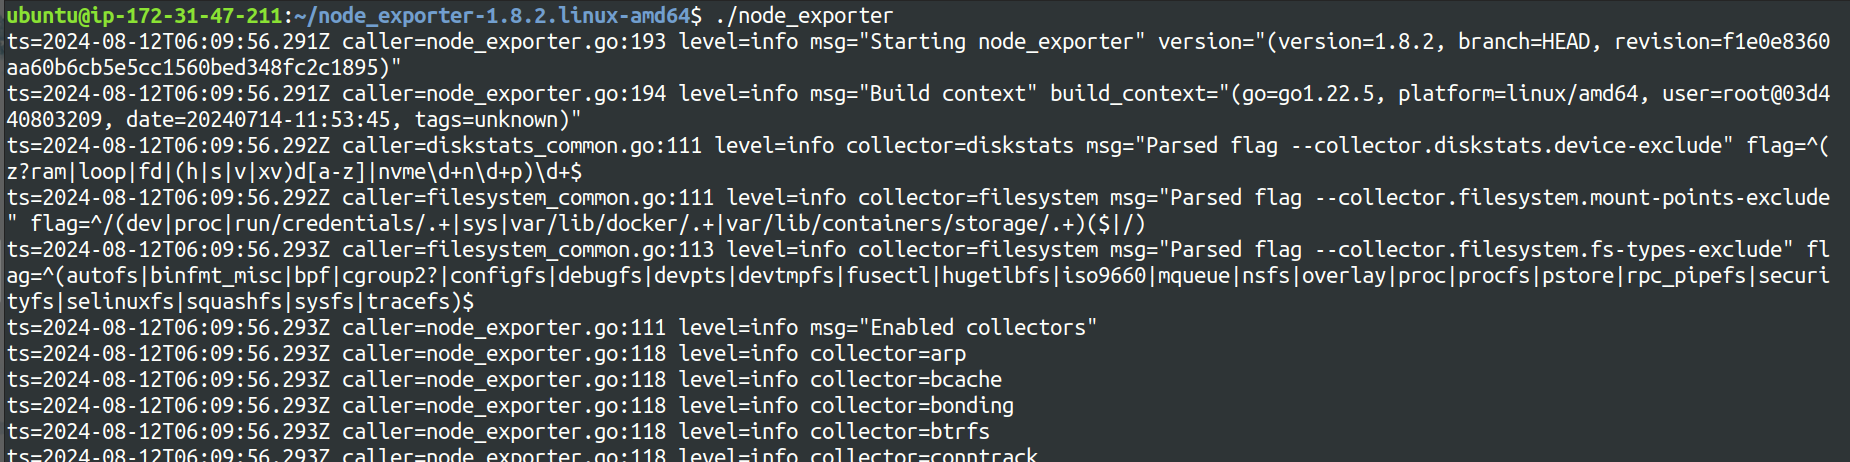 ubuntu@ip-172-31-47-211:~/node_exporter-1.8.2.linux-amd64$ ./node_exporter
ts=2024-08-12T06:09:56.291Z caller=node_exporter.go:193 level=info msg="Starting node_exporter" version="(version=1.8.2, branch=HEAD, revision=f1e0e8360
aa60b6cb5e5cc1560bed348fc2c1895)"
ts=2024-08-12T06:09:56.291Z caller=node_exporter.go:194 level=info msg="Build context" build_context="(go=go1.22.5, platform=linux/amd64, user=root@03d4
40803209, date=20240714-11:53:45, tags=unknown)"
ts=2024-08-12T06:09:56.292Z caller=diskstats_common.go:111 level=info collector=diskstats msg="Parsed flag --collector.diskstats.device-exclude" flag=^(
z?ram|loop|fd|(h|s|v|xv)d[a-z]|nvme\d+n\d+p)\d+$
ts=2024-08-12T06:09:56.292Z caller=filesystem_common.go:111 level=info collector=filesystem msg="Parsed flag --collector.filesystem.mount-points-exclude
" flag=^/(dev|proc|run/credentials/.+|sys|var/lib/docker/.+|var/lib/containers/storage/.+)($|/)
ts=2024-08-12T06:09:56.293Z caller=filesystem_common.go:113 level=info collector=filesystem msg="Parsed flag --collector.filesystem.fs-types-exclude" fl
ag=^(autofs|binfmt_misc|bpf|cgroup2?|configfs|debugfs|devpts|devtmpfs|fusectl|hugetlbfs|iso9660|mqueue|nsfs|overlay|proc|procfs|pstore|rpc_pipefs|securi
tyfs|selinuxfs|squashfs|sysfs|tracefs)$
ts=2024-08-12T06:09:56.293Z caller=node_exporter.go:111 level=info msg="Enabled collectors"
ts=2024-08-12T06:09:56.293Z caller=node_exporter.go:118 level=info collector=arp
ts=2024-08-12T06:09:56.293Z caller=node_exporter.go:118 level=info collector=bcache
ts=2024-08-12T06:09:56.293Z caller=node_exporter.go:118 level=info collector=bonding
ts=2024-08-12T06:09:56.293Z caller=node_exporter.go:118 level=info collector=btrfs
ts=2024-08-12T06:09:56.293Z caller=node_exporter.go:118 level=info collector=conntrack